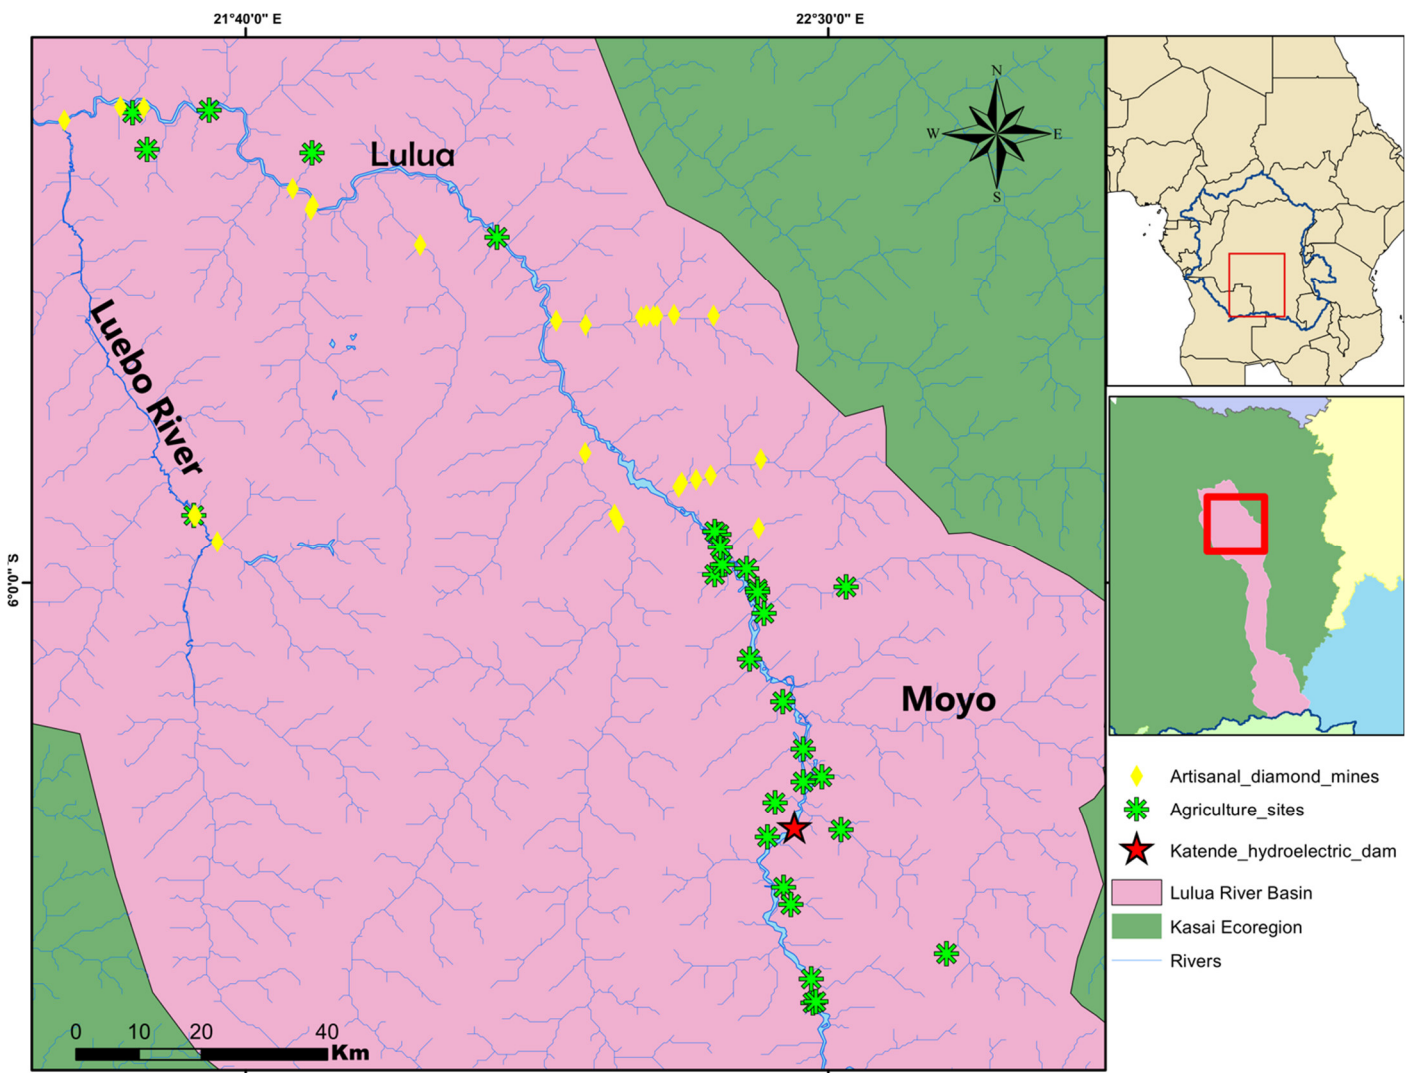 21°40'0" E
22°30'0" E
N
W
E
S
Lulua
Luebo River
6°0'0" S
Moyo
0
10
20
40
Km
Artisanal_diamond_mines
Agriculture_sites
Katende_hydroelectric_dam
Lulua River Basin
Kasai Ecoregion
Rivers